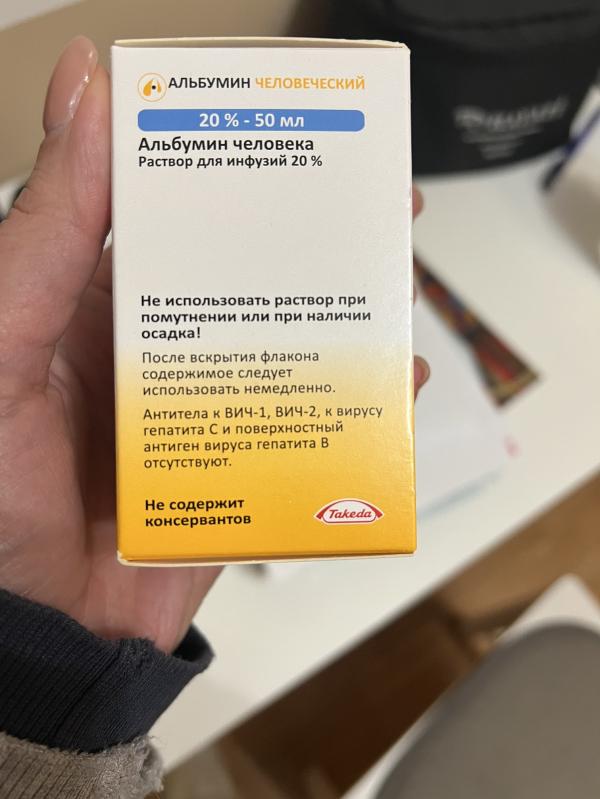 АЛЬБУМИН ЧЕЛОВЕЧЕСКИЙ
20 % - 50 мл
Альбумин человека
Раствор для инфузий 20 %
Не использовать раствор при
помутнении или при наличии
осадка!
После вскрытия флакона
содержимое следует
использовать немедленно.
Антитела к ВИЧ-1, ВИЧ-2, к вирусу
гепатита С и поверхностный
антиген вируса гепатита В
отсутствуют.
Не содержит
консервантов
Takeda